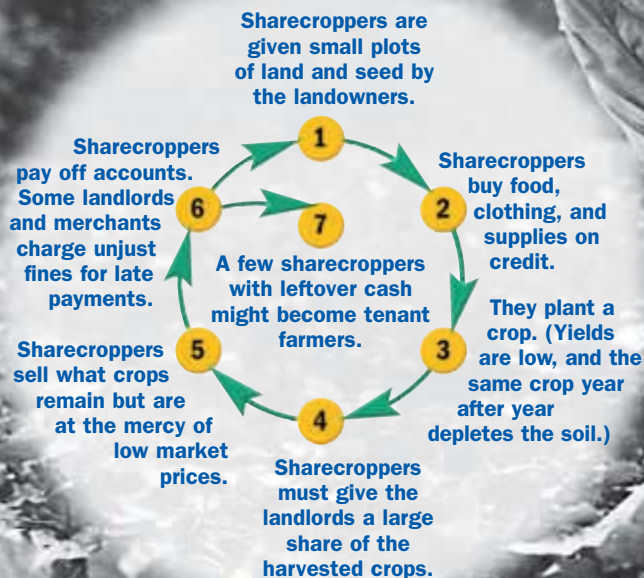 Sharecroppers are
given small plots
of land and seed by
the landowners.
1
Sharecroppers
buy food,
clothing, and
supplies on
credit.
2
They plant a
crop. (Yields
are low, and the
same crop year
after year
depletes the soil.)
3
4
Sharecroppers
must give the
landlords a large
share of the
harvested crops.
5
Sharecroppers
sell what crops
remain but are
at the mercy of
low market
prices.
6
Sharecroppers
pay off accounts.
Some landlords
and merchants
charge unjust
fines for late
payments.
7
A few sharecroppers
with leftover cash
might become tenant
farmers.